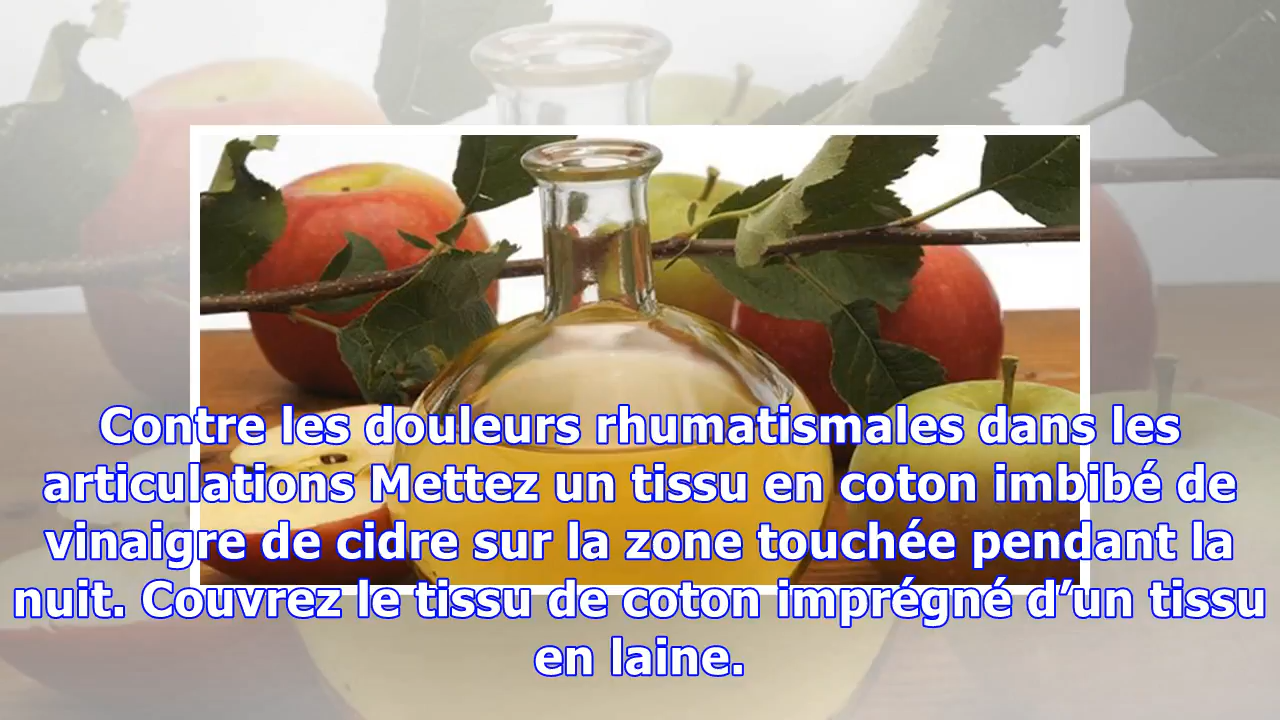 Contre les douleurs rhumatismales dans les
articulations Mettez un tissu en coton imbibé de
vinaigre de cidre sur la zone touchée pendant la
nuit. Couvrez le tissu de coton imprégné d’un tissu
en laine.